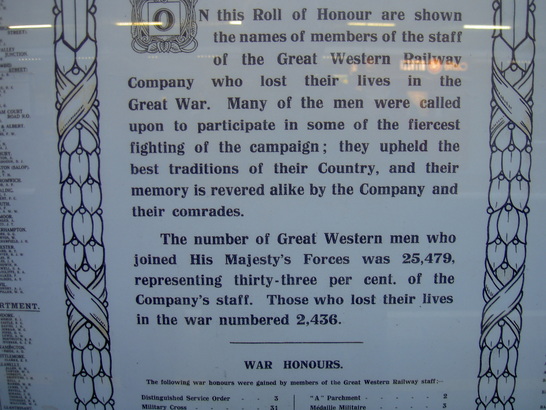 ON this Roll of Honour are shown
the names of members of the staff
of the Great Western Railway
Company who lost their lives in the
Great War. Many of the men were called
upon to participate in some of the fiercest
fighting of the campaign; they upheld the
best traditions of their Country, and their
memory is revered alike by the Company and
their comrades.
The number of Great Western men who
joined His Majesty's Forces was 25,479,
representing thirty-three per cent. of the
Company's staff. Those who lost their lives
in the war numbered 2,436.
WAR HONOURS.
The following war honours were gained by members of the Great Western Railway staff:—
Distinguished Service Order - - 3
Military Cross - - - 31
"A" Parchment - - - 2
Médaille Militaire - - - 3
RTMENT.